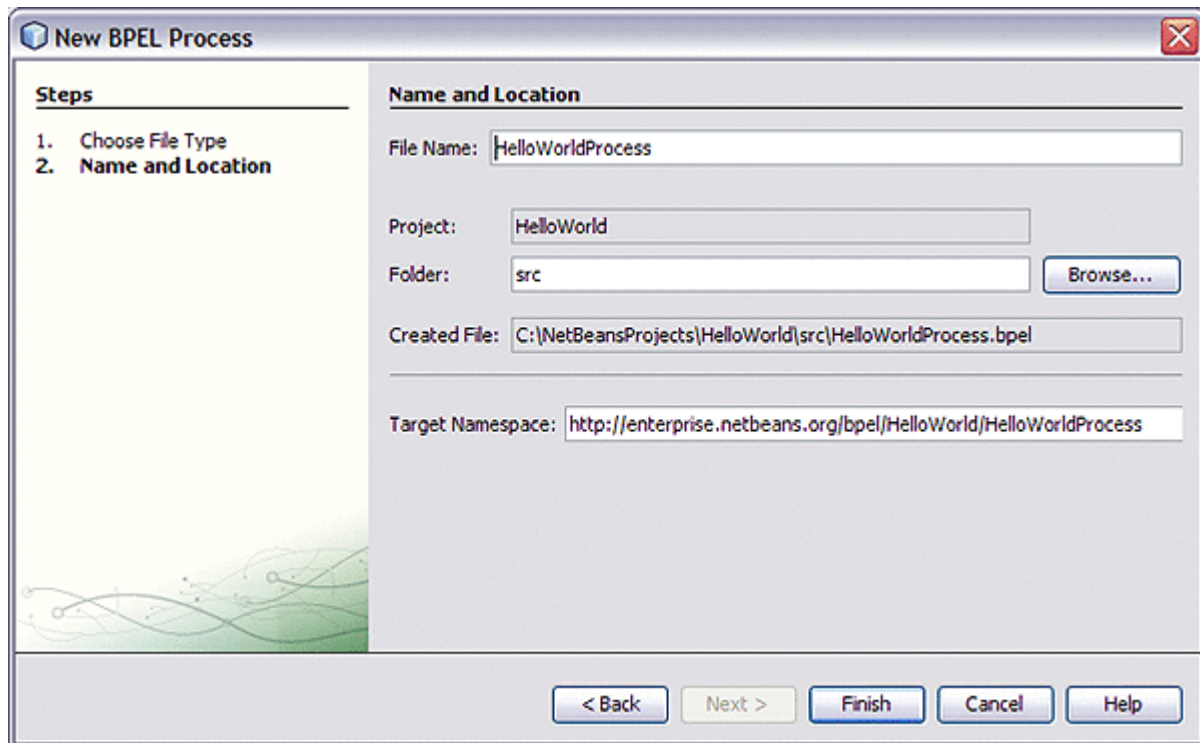 New BPEL Process
Steps
1. Choose File Type
2. Name and Location
Name and Location
File Name: HelloWorldProcess
Project: HelloWorld
Folder: src Browse...
Created File: C:\NetBeansProjects\HelloWorld\src\HelloWorldProcess.bpel
Target Namespace: http://enterprise.netbeans.org/bpel/HelloWorld/HelloWorldProcess
< Back Next > Finish Cancel Help